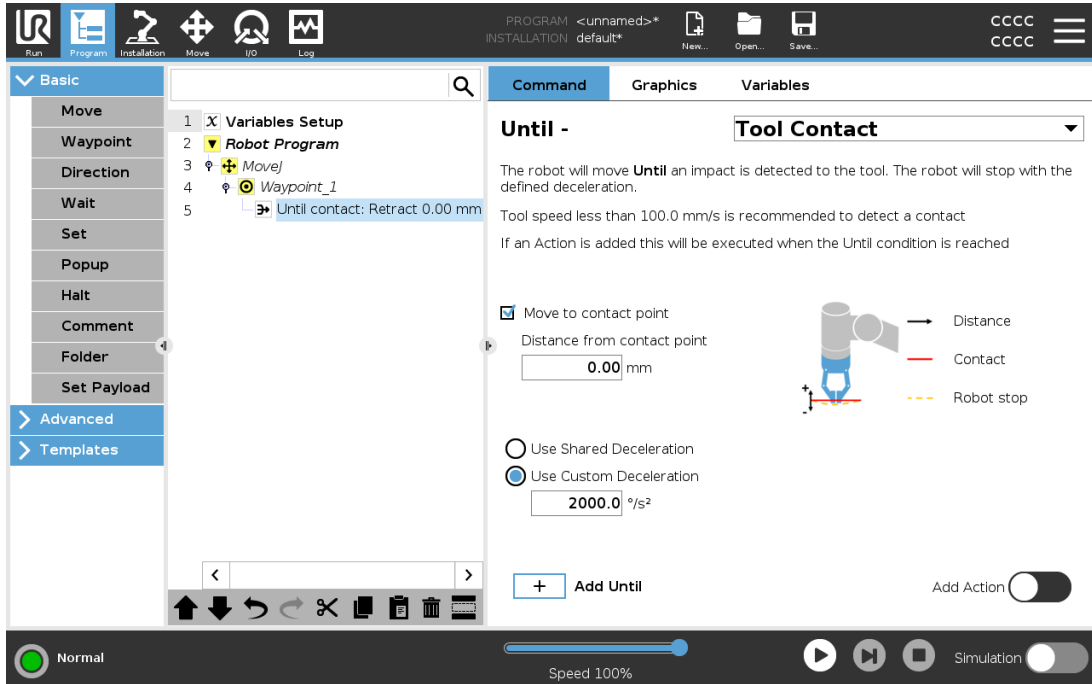 PROGRAM <unnamed>*
INSTALLATION default*
Run
Program
Installation
Move
I/O
Log
New...
Open...
Save...
CCCC
CCCC
Basic
Move
Waypoint
Direction
Wait
Set
Popup
Halt
Comment
Folder
Set Payload
Advanced
Templates
1 X Variables Setup
2 Robot Program
3 MoveJ
4 Waypoint_1
5 Until contact: Retract 0.00 mm
Command Graphics Variables
Until - Tool Contact
The robot will move Until an impact is detected to the tool. The robot will stop with the
defined deceleration.
Tool speed less than 100.0 mm/s is recommended to detect a contact
If an Action is added this will be executed when the Until condition is reached
Move to contact point
Distance from contact point
0.00 mm
+
-
Distance
Contact
Robot stop
Use Shared Deceleration
Use Custom Deceleration
2000.0 °/s²
+ Add Until
Add Action
Normal
Speed 100%
Simulation